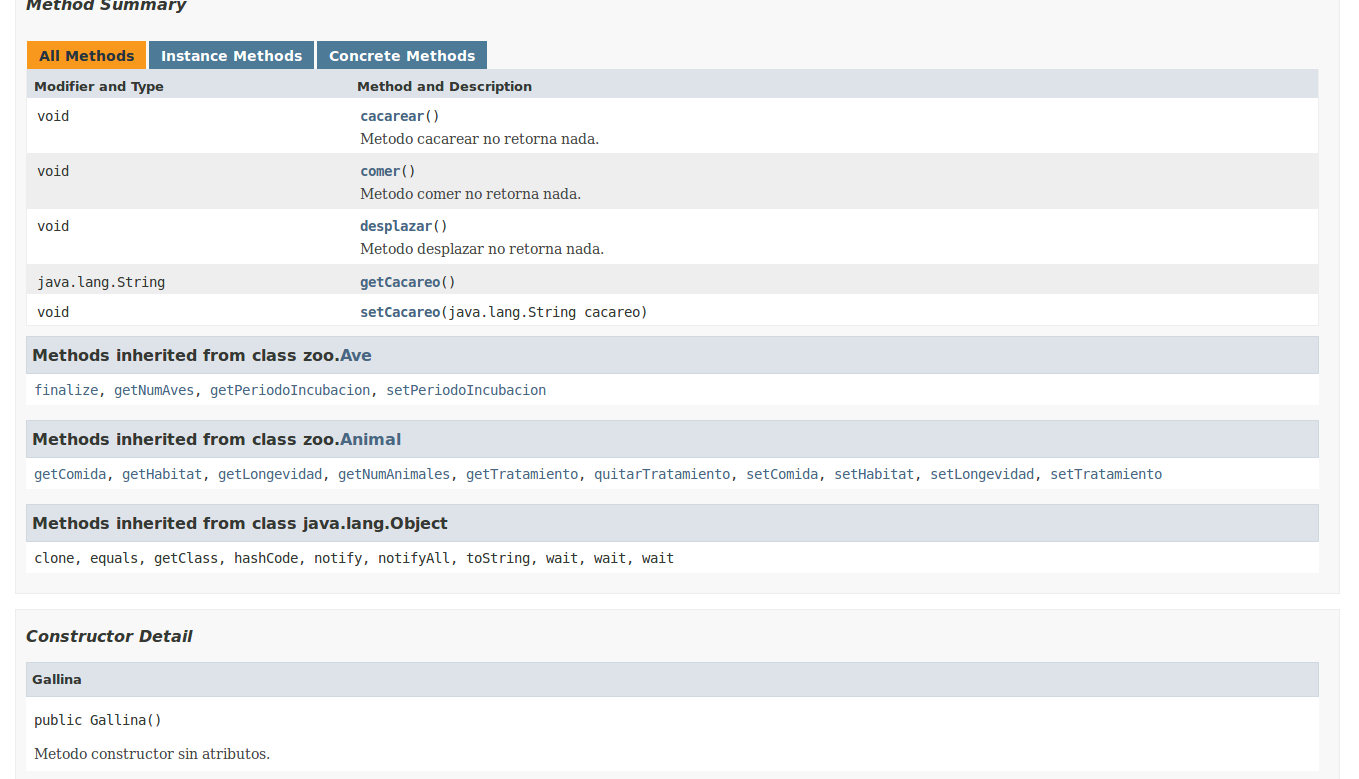 Method Summary
All Methods Instance Methods Concrete Methods
Modifier and Type Method and Description
void cacarear()
Metodo cacarear no retorna nada.
void comer()
Metodo comer no retorna nada.
void desplazar()
Metodo desplazar no retorna nada.
java.lang.String getCacareo()
void setCacareo(java.lang.String cacareo)
Methods inherited from class zoo.Ave
finalize, getNumAves, getPeriodoIncubacion, setPeriodoIncubacion
Methods inherited from class zoo.Animal
getComida, getHabitat, getLongevidad, getNumAnimales, getTratamiento, quitarTratamiento, setComida, setHabitat, setLongevidad, setTratamiento
Methods inherited from class java.lang.Object
clone, equals, getClass, hashCode, notify, notifyAll, toString, wait, wait, wait
Constructor Detail
Gallina
public Gallina()
Metodo constructor sin atributos.